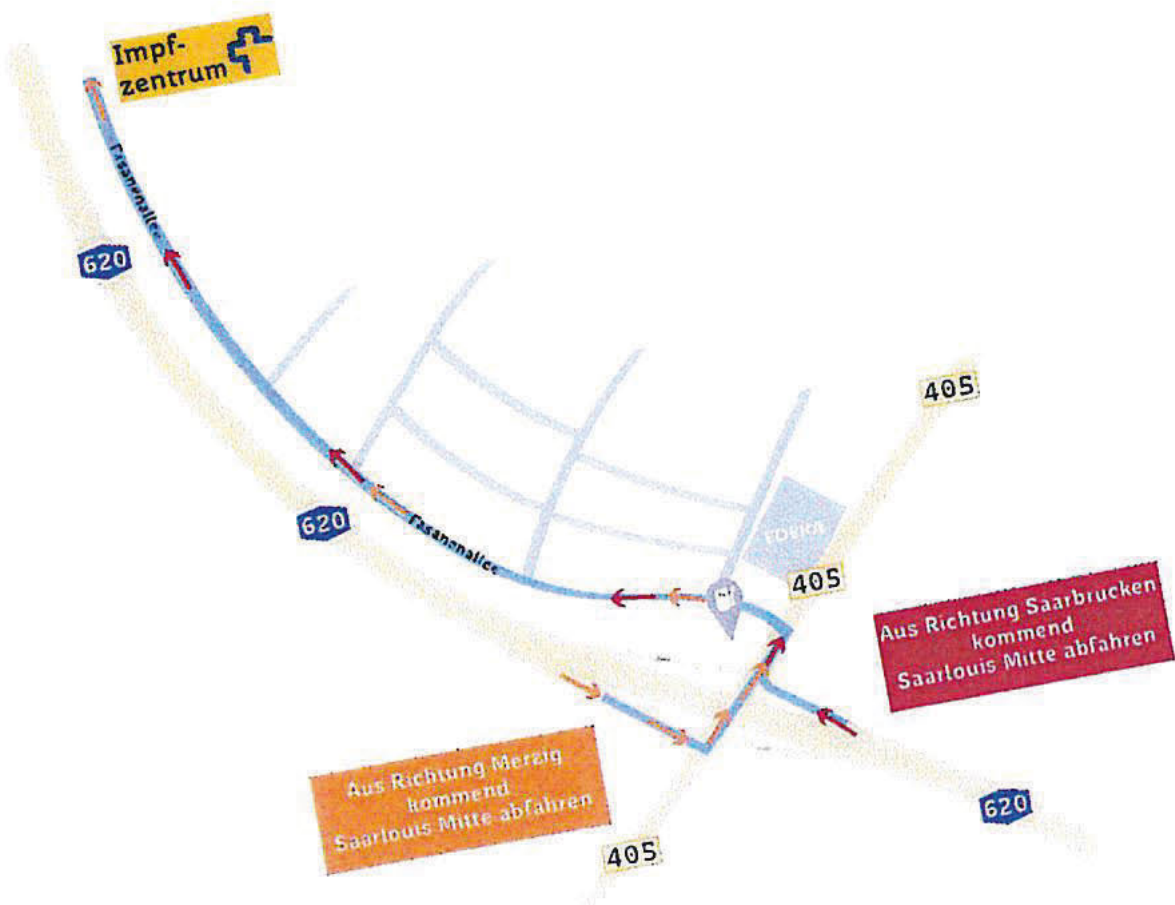 Impf-
zentrum
Fasanenallee
620
405
620
Fasanenallee
EDEKA
405
Aus Richtung Saarbrucken
kommend
Saarlouis Mitte abfahren
Aus Richtung Merzig
kommend
Saarlouis Mitte abfahren
620
405